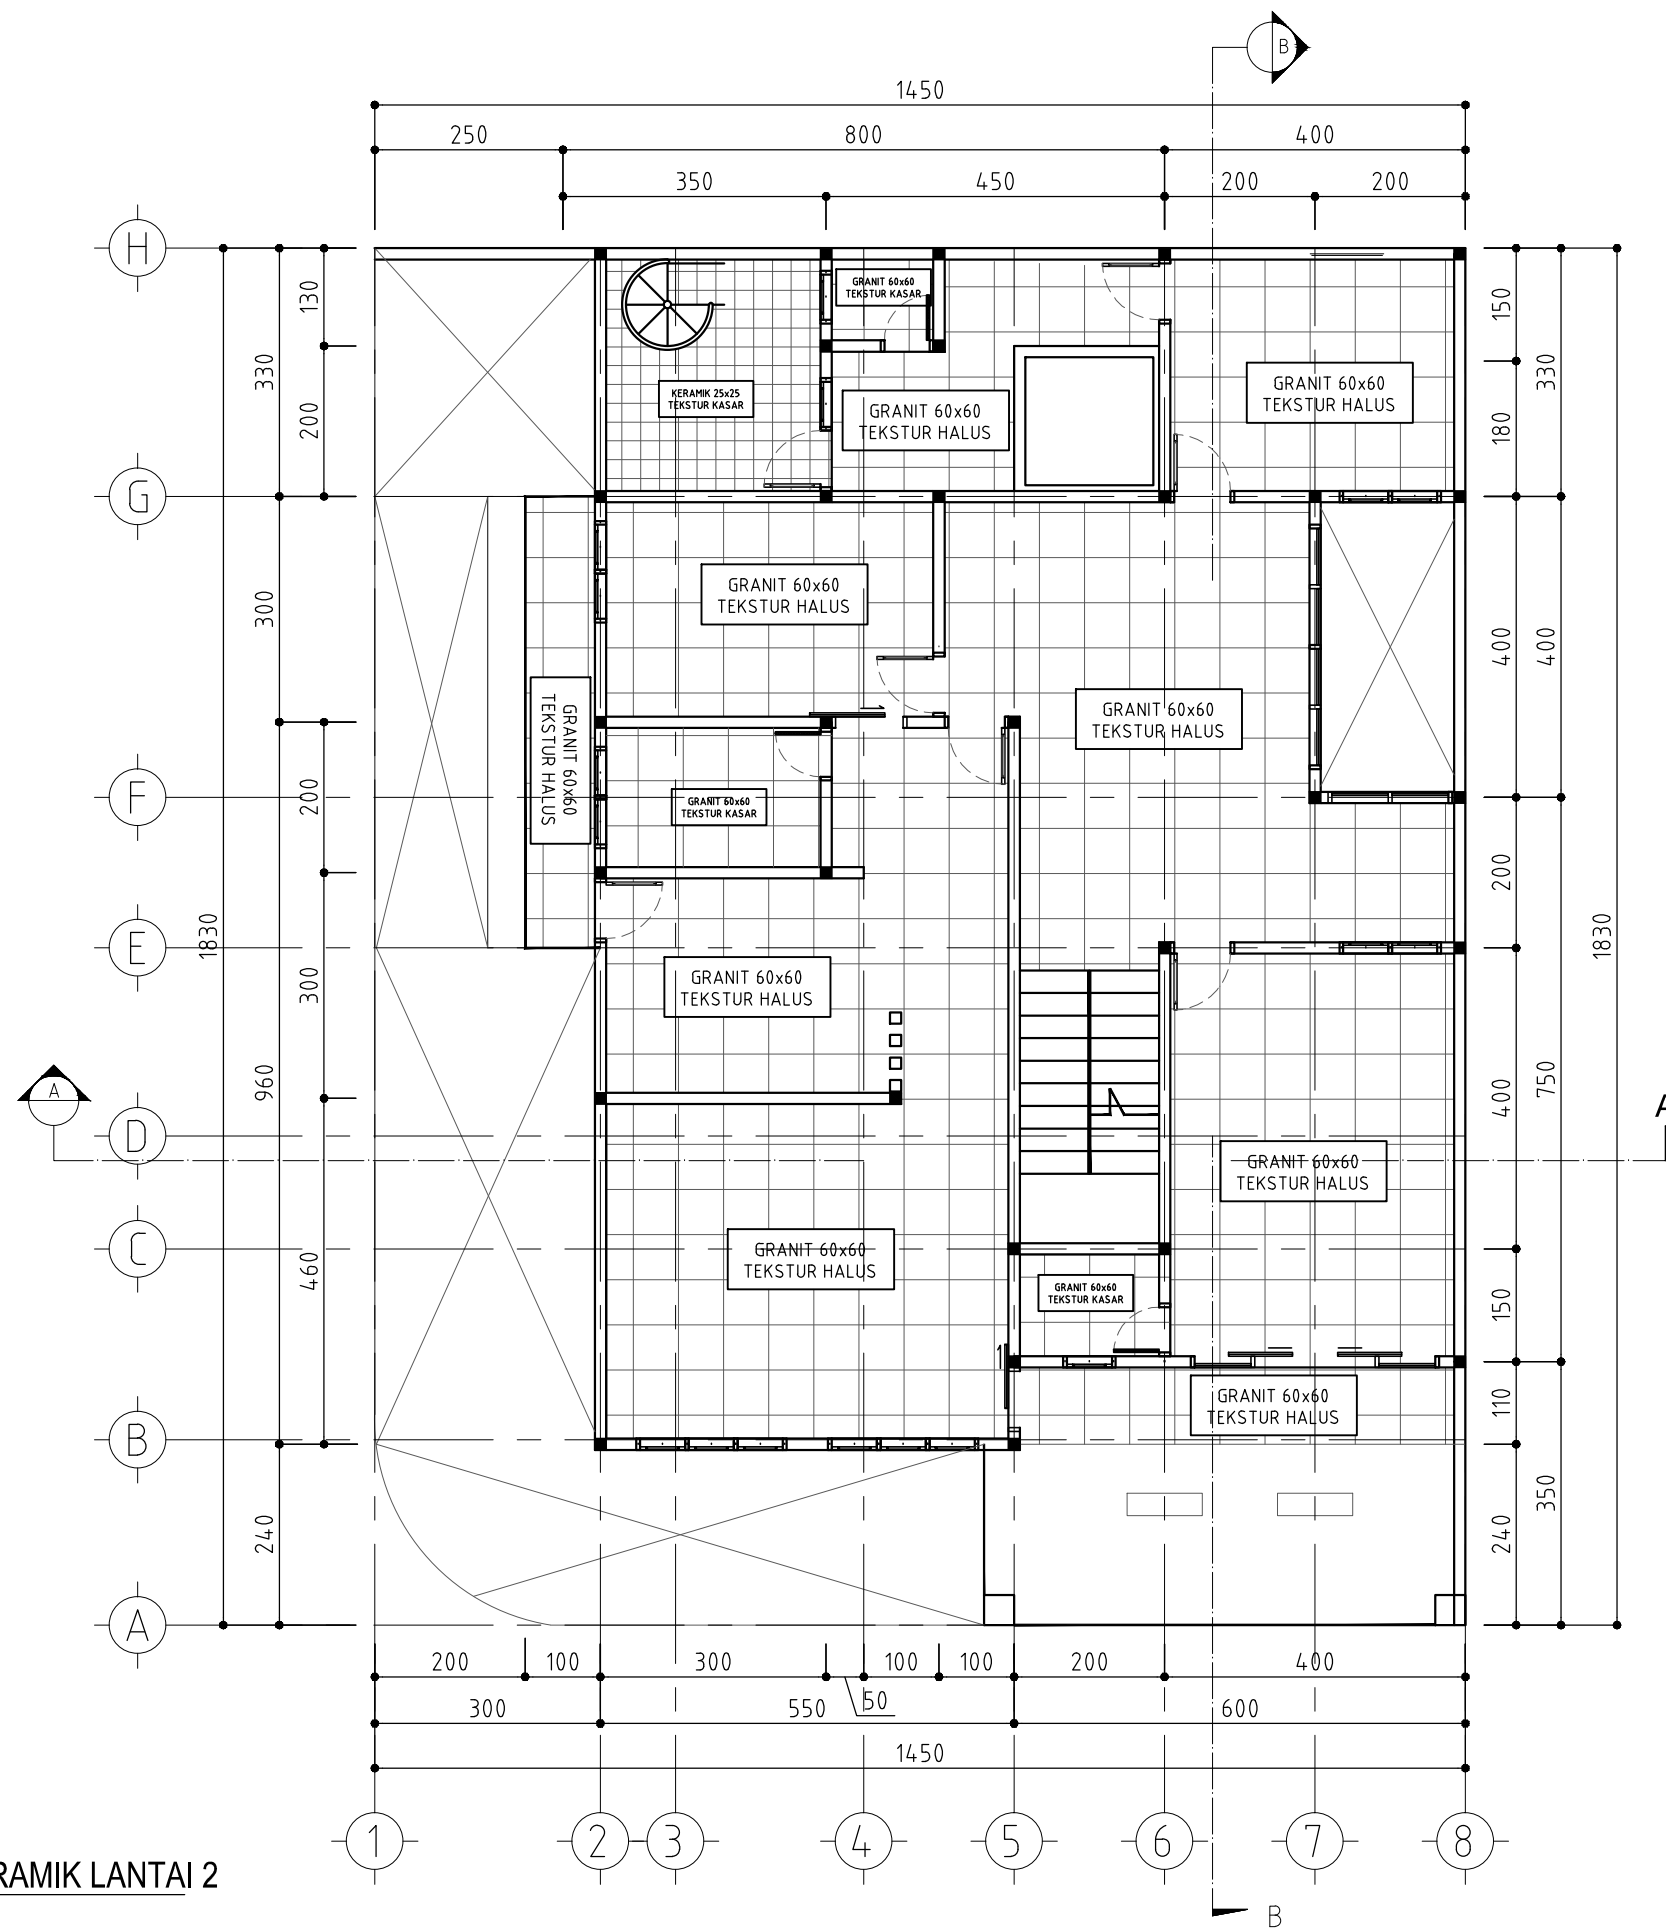 B
1450
250 800 400
350 450 200 200
H
130
150
GRANIT 60x60
TEKSTUR KASAR
330
330
KERAMIK 25x25
TEKSTUR KASAR
GRANIT 60x60
TEKSTUR HALUS
GRANIT 60x60
TEKSTUR HALUS
200
180
G
300
GRANIT 60x60
TEKSTUR HALUS
400
400
GRANIT 60x60
TEKSTUR HALUS
GRANIT 60x60
TEKSTUR HALUS
F
200
GRANIT 60x60
TEKSTUR KASAR
200
E
1830
1830
300
GRANIT 60x60
TEKSTUR HALUS
A
960
400
750
A
D
GRANIT 60x60
TEKSTUR HALUS
C
460
GRANIT 60x60
TEKSTUR HALUS
GRANIT 60x60
TEKSTUR KASAR
150
GRANIT 60x60
TEKSTUR HALUS
110
B
240
240
350
A
200 100 300 100 100 200 400
50
300 550 600
1450
1 2 3 4 5 6 7 8
RAMIK LANTAI 2
B